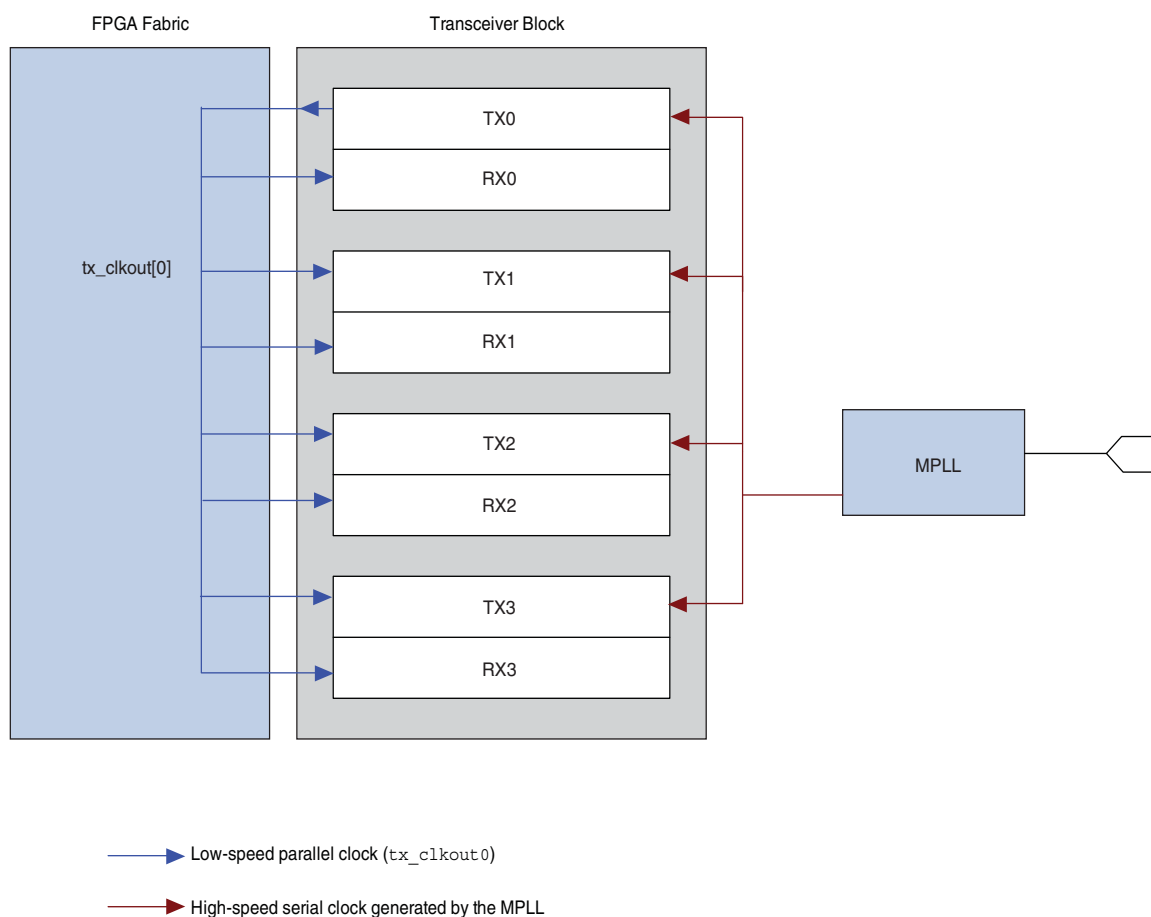 FPGA Fabric
Transceiver Block
TX0
RX0
tx_clkout[0]
TX1
RX1
TX2
RX2
MPLL
TX3
RX3
Low-speed parallel clock (tx_clkout0)
High-speed serial clock generated by the MPLL